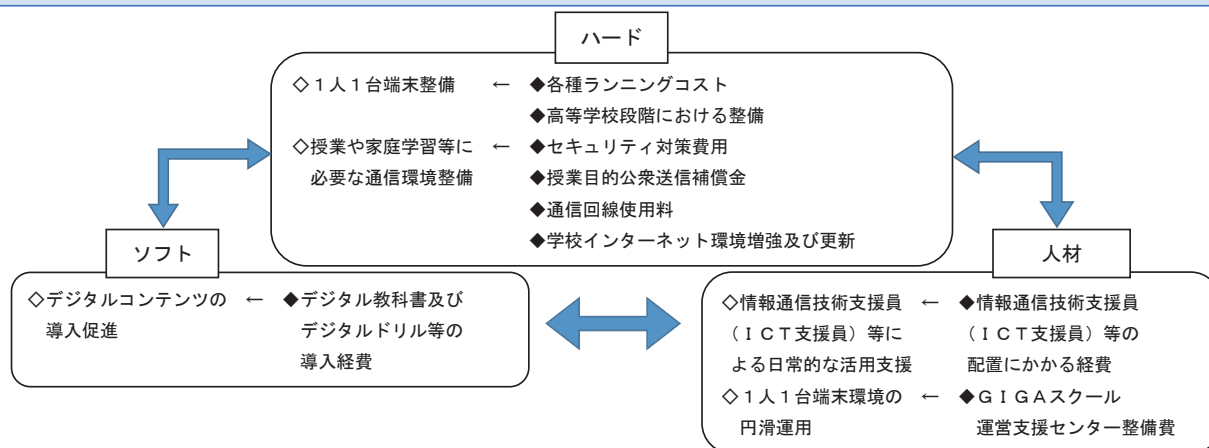 ハード
◇１人１台端末整備 ← ◆各種ランニングコスト
◆高等学校段階における整備
◇授業や家庭学習等に ← ◆セキュリティ対策費用
必要な通信環境整備 ◆授業目的公衆送信補償金
◆通信回線使用料
◆学校インターネット環境増強及び更新
ソフト
◇デジタルコンテンツの ← ◆デジタル教科書及び
導入促進 デジタルドリル等の
導入経費
人材
◇情報通信技術支援員 ← ◆情報通信技術支援員
（ＩＣＴ支援員）等に （ＩＣＴ支援員）等の
よる日常的な活用支援 配置にかかる経費
◇１人１台端末環境の ← ◆ＧＩＧＡスクール
円滑運用 運営支援センター整備費